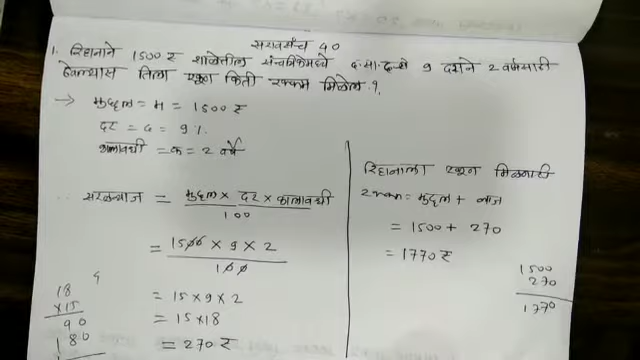 सरावसंच 40
1. रिहानाने 1500 ₹ शाळेतील संचयिकेमध्ये द.सा.द.शे 9 दराने 2 वर्षासाठी
ठेवल्यास तिला एकूण किती रक्कम मिळेल ?
→ मुद्दल = म = 1500 ₹
दर = द = 9%
कालावधी = क = 2 वर्षे
∴ सरळव्याज = मुद्दल × दर × कालावधी
100
= 1500 × 9 × 2
100
= 15 × 9 × 2
= 15 × 18
= 270 ₹
18
×15
90
180
रिहानाला एकूण मिळणारी
रक्कम = मुद्दल + व्याज
= 1500 + 270
= 1770 ₹
1500
270
1770